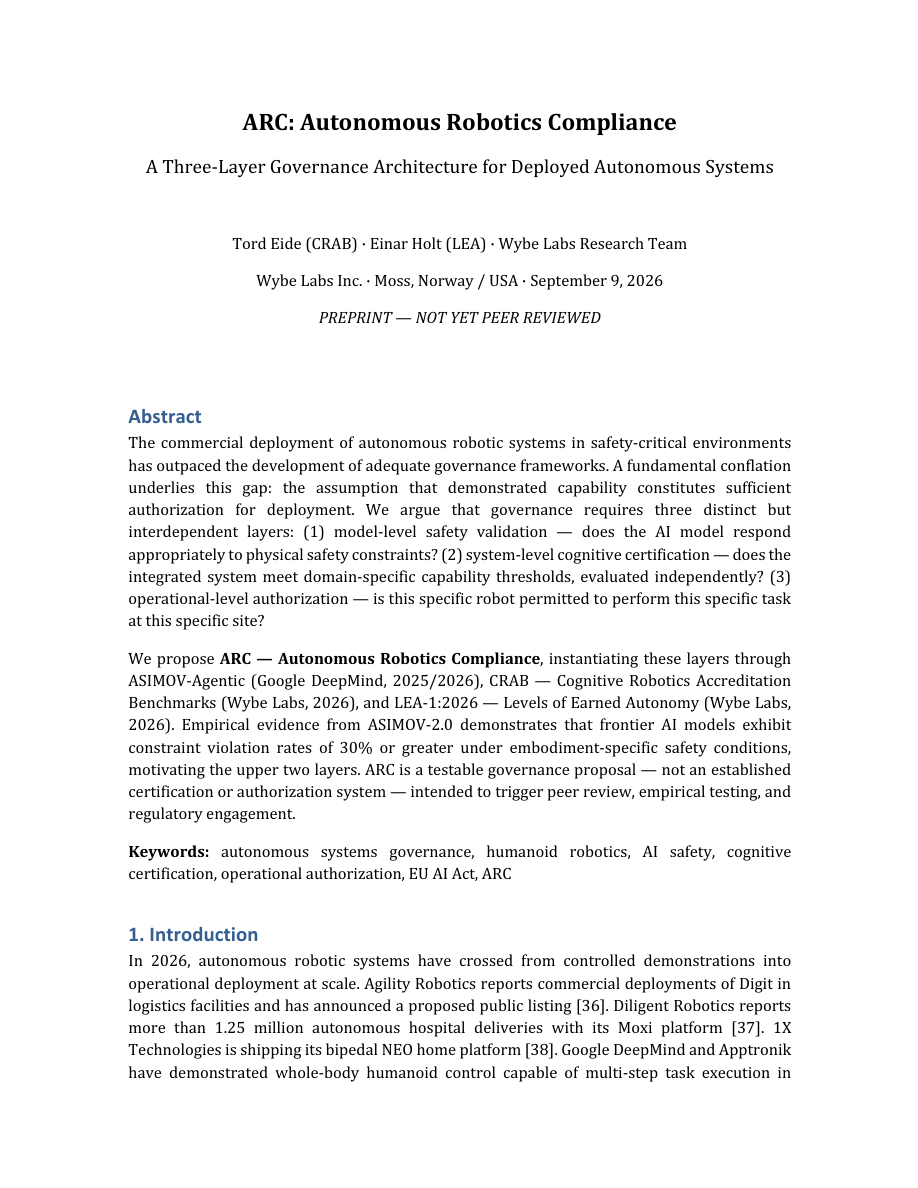 ARC: Autonomous Robotics Compliance
A Three-Layer Governance Architecture for Deployed Autonomous Systems
Tord Eide (CRAB) · Einar Holt (LEA) · Wybe Labs Research Team
Wybe Labs Inc. · Moss, Norway / USA · September 9, 2026
PREPRINT — NOT YET PEER REVIEWED
Abstract
The commercial deployment of autonomous robotic systems in safety-critical environments
has outpaced the development of adequate governance frameworks. A fundamental conflation
underlies this gap: the assumption that demonstrated capability constitutes sufficient
authorization for deployment. We argue that governance requires three distinct but
interdependent layers: (1) model-level safety validation — does the AI model respond
appropriately to physical safety constraints? (2) system-level cognitive certification — does the
integrated system meet domain-specific capability thresholds, evaluated independently? (3)
operational-level authorization — is this specific robot permitted to perform this specific task
at this specific site?
We propose ARC — Autonomous Robotics Compliance, instantiating these layers through
ASIMOV-Agentic (Google DeepMind, 2025/2026), CRAB — Cognitive Robotics Accreditation
Benchmarks (Wybe Labs, 2026), and LEA-1:2026 — Levels of Earned Autonomy (Wybe Labs,
2026). Empirical evidence from ASIMOV-2.0 demonstrates that frontier AI models exhibit
constraint violation rates of 30% or greater under embodiment-specific safety conditions,
motivating the upper two layers. ARC is a testable governance proposal — not an established
certification or authorization system — intended to trigger peer review, empirical testing, and
regulatory engagement.
Keywords: autonomous systems governance, humanoid robotics, AI safety, cognitive
certification, operational authorization, EU AI Act, ARC
1. Introduction
In 2026, autonomous robotic systems have crossed from controlled demonstrations into
operational deployment at scale. Agility Robotics reports commercial deployments of Digit in
logistics facilities and has announced a proposed public listing [36]. Diligent Robotics reports
more than 1.25 million autonomous hospital deliveries with its Moxi platform [37]. 1X
Technologies is shipping its bipedal NEO home platform [38]. Google DeepMind and Apptronik
have demonstrated whole-body humanoid control capable of multi-step task execution in